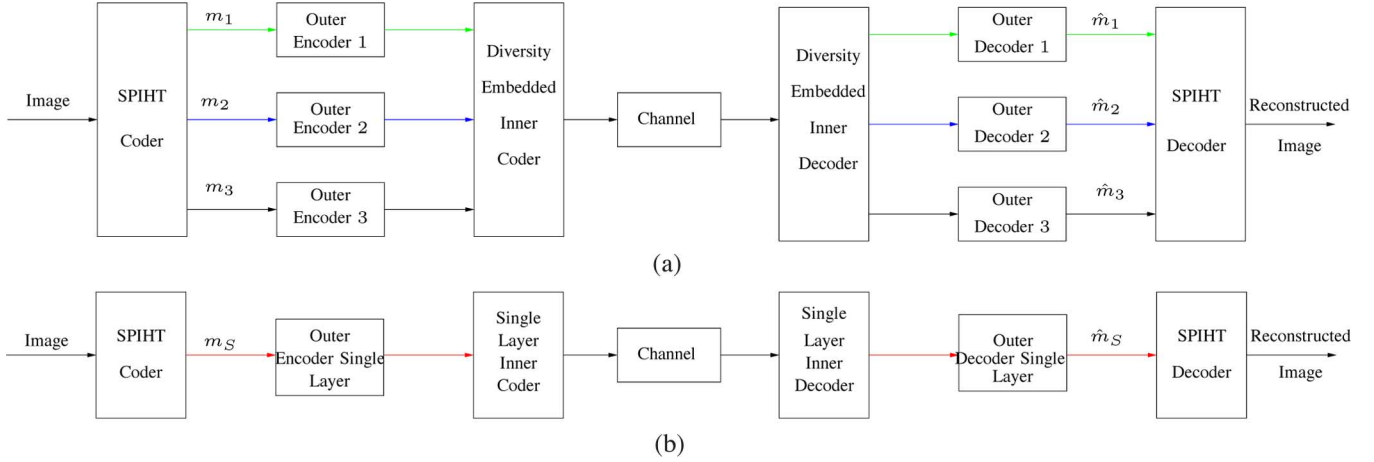 Image
SPIHT
Coder
m₁
m₂
m₃
Outer
Encoder 1
Outer
Encoder 2
Outer
Encoder 3
Diversity
Embedded
Inner
Coder
Channel
Diversity
Embedded
Inner
Decoder
Outer
Decoder 1
Outer
Decoder 2
Outer
Decoder 3
m̂₁
m̂₂
m̂₃
SPIHT
Decoder
Reconstructed
Image
(a)
Image
SPIHT
Coder
m_S
Outer
Encoder Single
Layer
Single
Layer
Inner
Coder
Channel
Single
Layer
Inner
Decoder
Outer
Decoder Single
Layer
m̂_S
SPIHT
Decoder
Reconstructed
Image
(b)